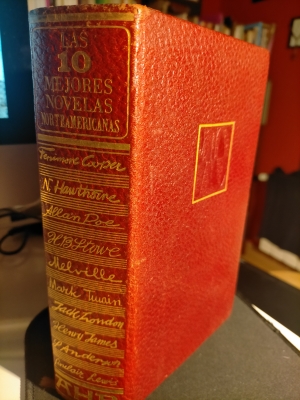 LAS
10
MEJORES
NOVELAS
NORTEAMERICANAS
Fenimore Cooper
N. Hawthorne
Allan Poe
H B Stowe
Melville
Mark Twain
Jack London
Henry James
Anderson
Sinclair Lewis